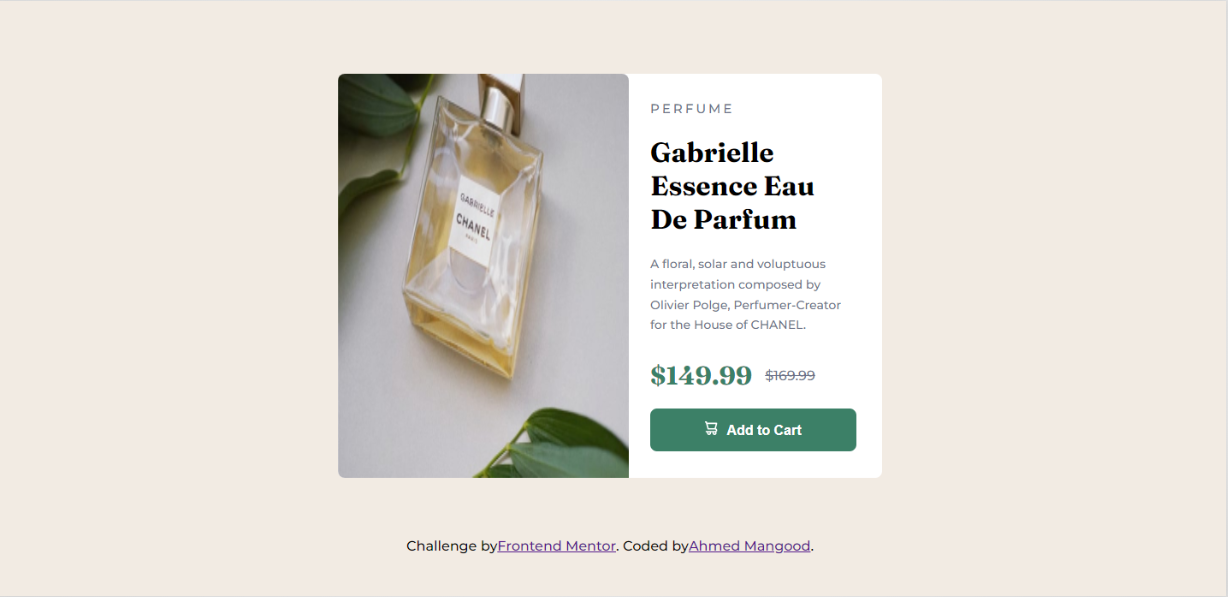 GABRIELLE
CHANEL
PARIS
PERFUME
Gabrielle
Essence Eau
De Parfum
A floral, solar and voluptuous
interpretation composed by
Olivier Polge, Perfumer-Creator
for the House of CHANEL.
$149.99 $169.99
Add to Cart
Challenge byFrontend Mentor. Coded byAhmed Mangood.